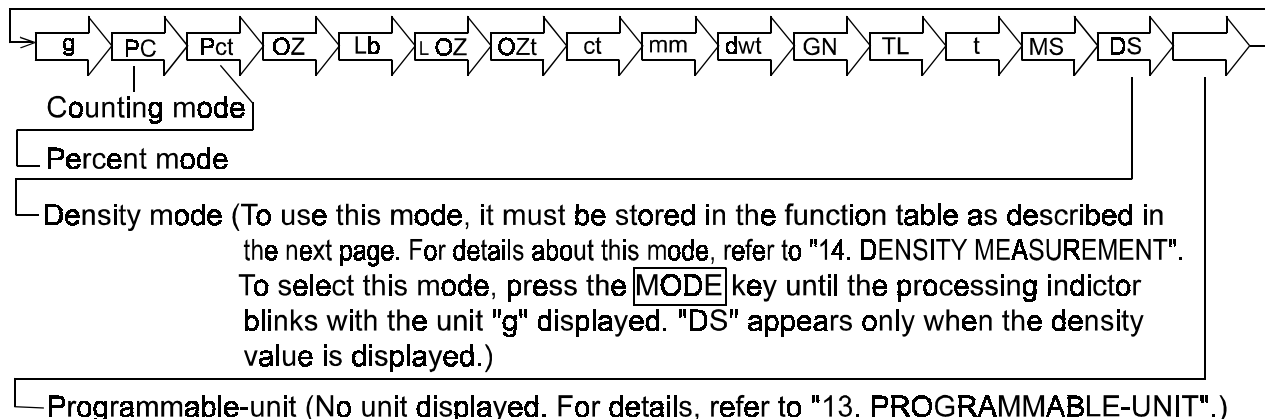 g PC Pct OZ Lb L OZ OZt ct mm dwt GN TL t MS DS
Counting mode
Percent mode
Density mode (To use this mode, it must be stored in the function table as described in
the next page. For details about this mode, refer to "14. DENSITY MEASUREMENT".
To select this mode, press the MODE key until the processing indictor
blinks with the unit "g" displayed. "DS" appears only when the density
value is displayed.)
Programmable-unit (No unit displayed. For details, refer to "13. PROGRAMMABLE-UNIT".)